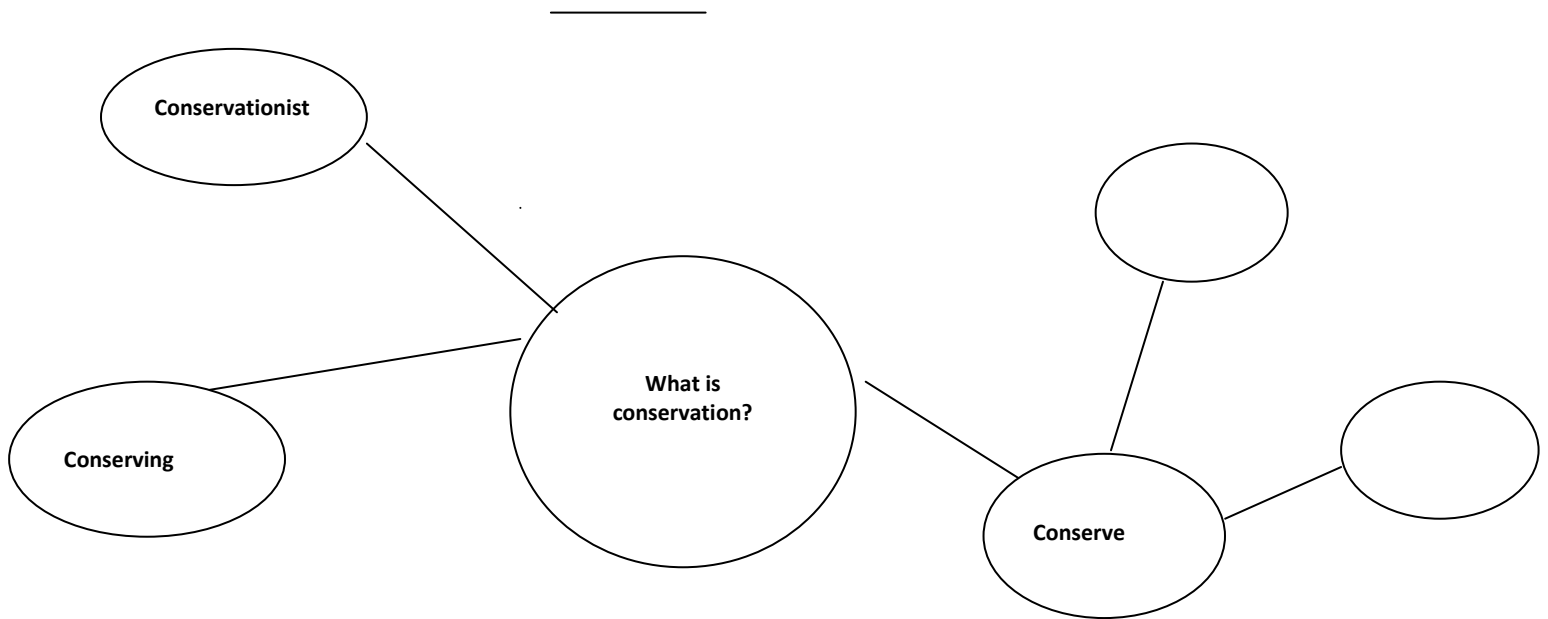 Conservationist
What is
conservation?
Conserving
Conserve